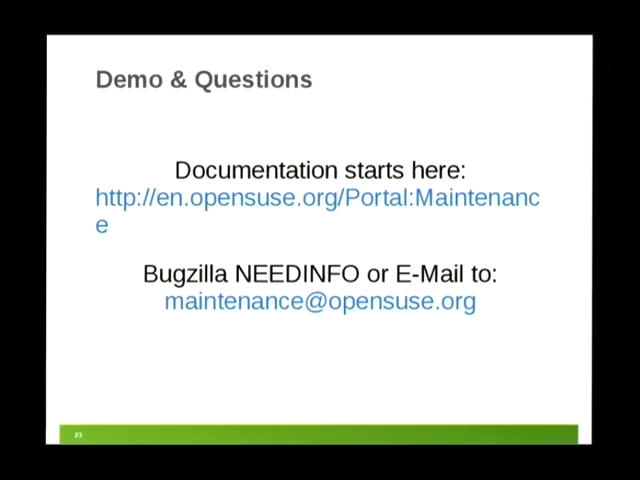 Demo & Questions
Documentation starts here:
http://en.opensuse.org/Portal:Maintenanc
e
Bugzilla NEEDINFO or E-Mail to:
maintenance@opensuse.org
23